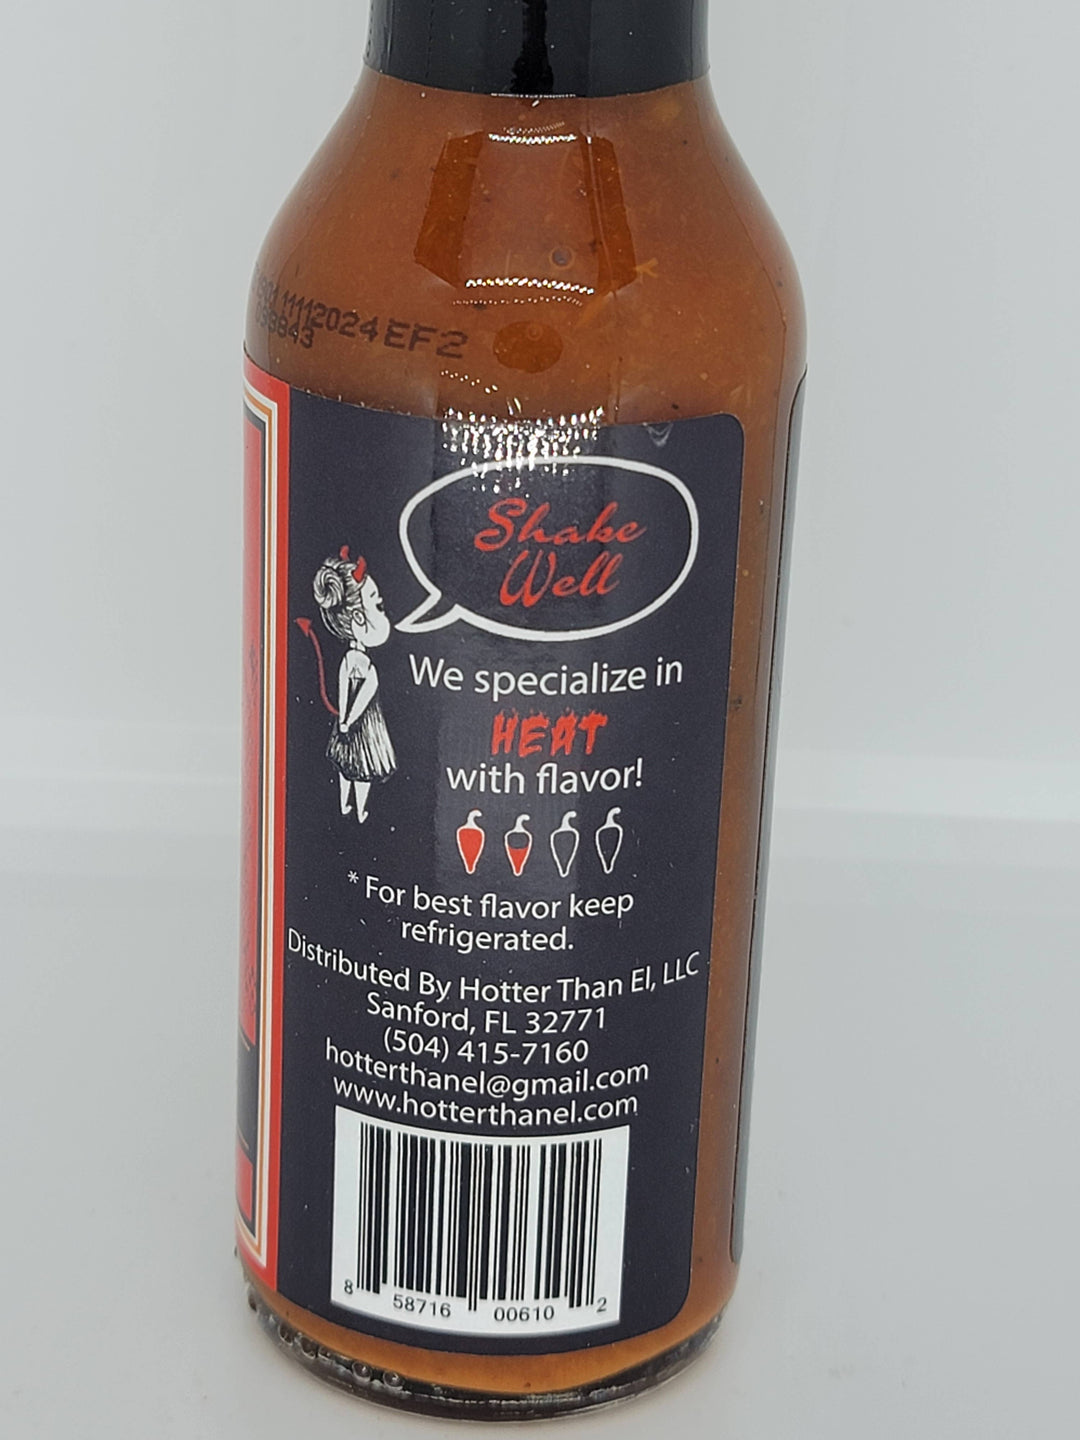 11112024 EF2
Shake
Well
We specialize in
HEAT
with flavor!
* For best flavor keep
refrigerated.
Distributed By Hotter Than El, LLC
Sanford, FL 32771
(504) 415-7160
hotterthanel@gmail.com
www.hotterthanel.com
8 58716 00610 2